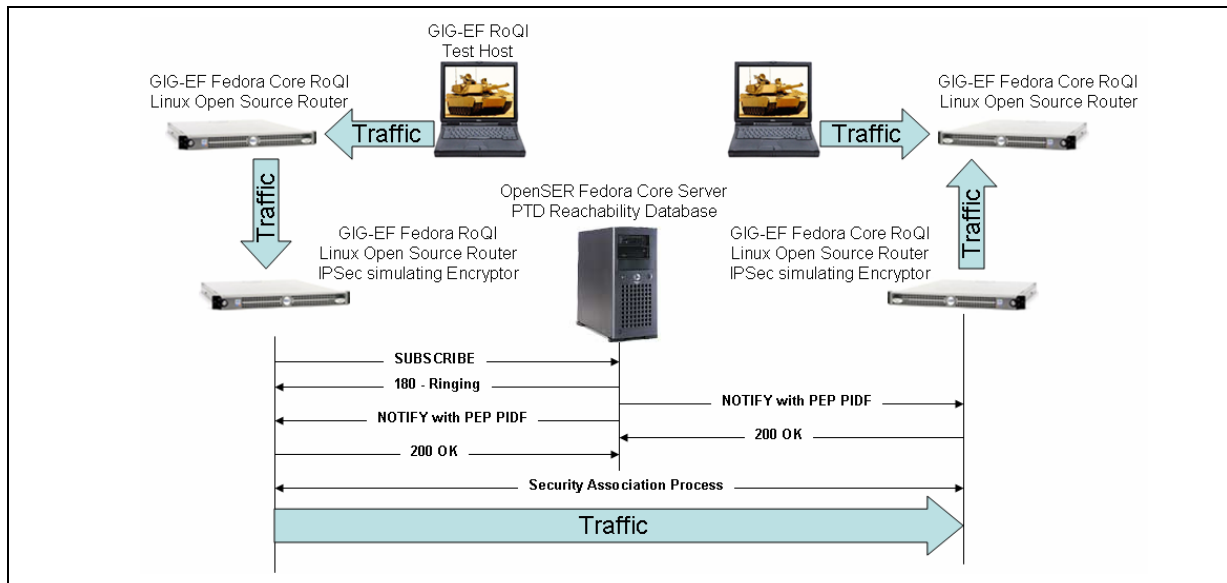 GIG-EF RoQI
Test Host
GIG-EF Fedora Core RoQI
Linux Open Source Router
GIG-EF Fedora Core RoQI
Linux Open Source Router
Traffic
Traffic
Traffic
Traffic
OpenSER Fedora Core Server
PTD Reachability Database
GIG-EF Fedora RoQI
Linux Open Source Router
IPSec simulating Encryptor
GIG-EF Fedora Core RoQI
Linux Open Source Router
IPSec simulating Encryptor
SUBSCRIBE
180 - Ringing
NOTIFY with PEP PIDF
NOTIFY with PEP PIDF
200 OK
200 OK
Security Association Process
Traffic